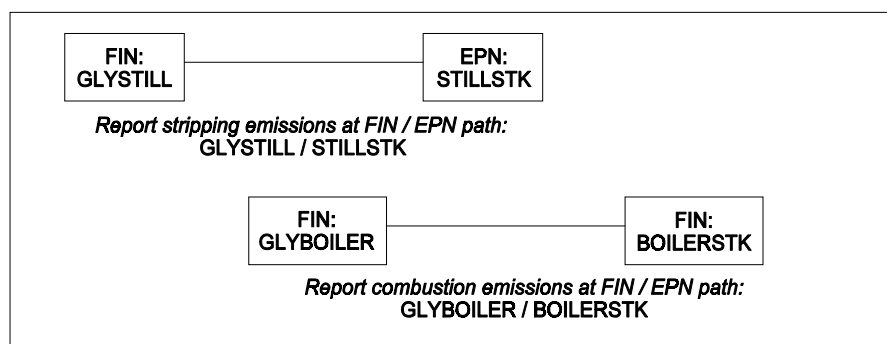 FIN:
GLYSTILL
EPN:
STILLSTK
Report stripping emissions at FIN / EPN path:
GLYSTILL / STILLSTK
FIN:
GLYBOILER
FIN:
BOILERSTK
Report combustion emissions at FIN / EPN path:
GLYBOILER / BOILERSTK